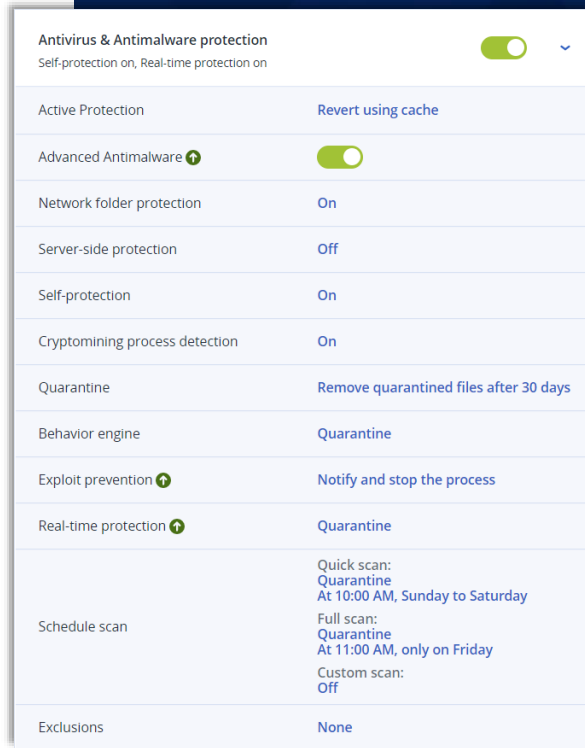 Antivirus & Antimalware protection
Self-protection on, Real-time protection on
Active Protection Revert using cache
Advanced Antimalware
Network folder protection On
Server-side protection Off
Self-protection On
Cryptomining process detection On
Quarantine Remove quarantined files after 30 days
Behavior engine Quarantine
Exploit prevention Notify and stop the process
Real-time protection Quarantine
Schedule scan
Quick scan:
Quarantine
At 10:00 AM, Sunday to Saturday
Full scan:
Quarantine
At 11:00 AM, only on Friday
Custom scan:
Off
Exclusions None